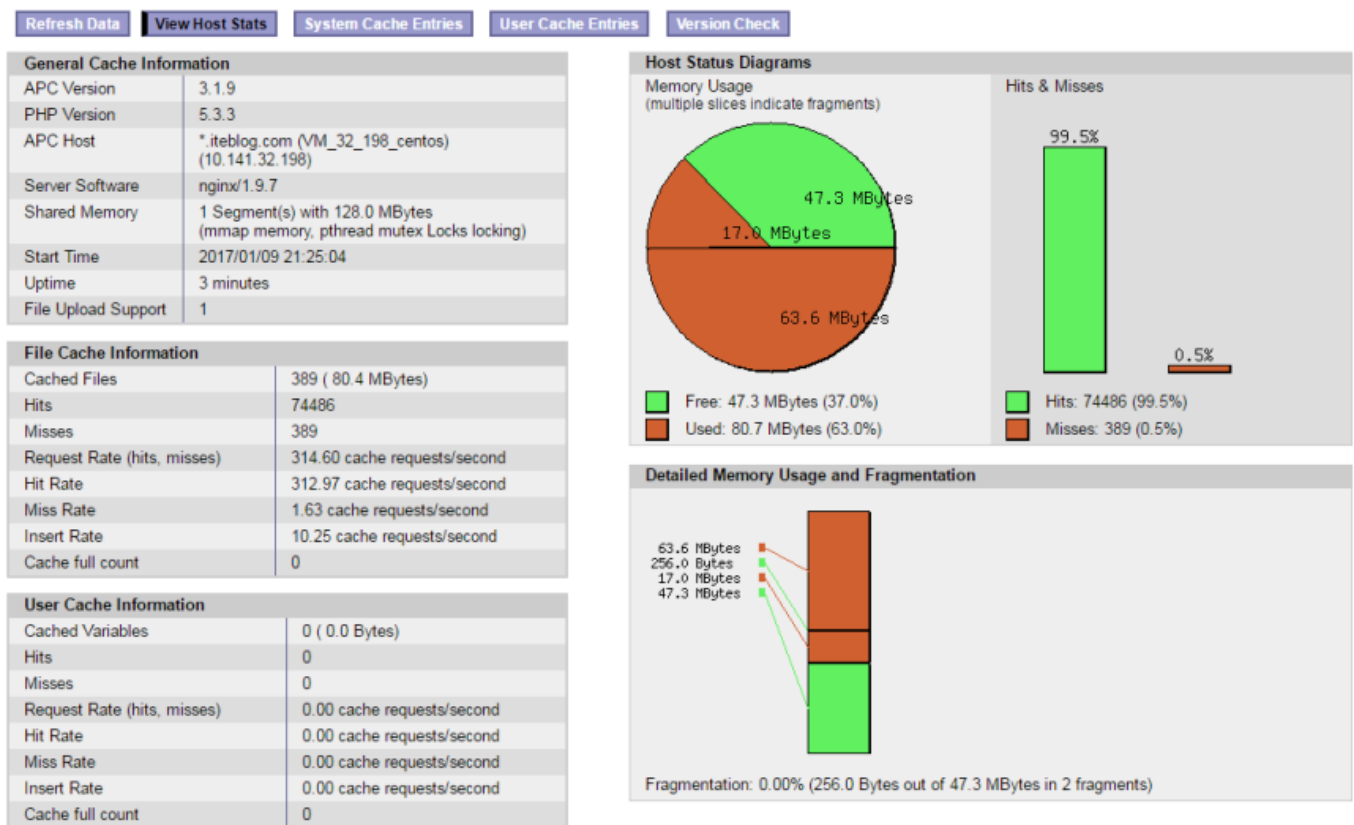 Refresh Data View Host Stats System Cache Entries User Cache Entries Version Check
General Cache Information
APC Version 3.1.9
PHP Version 5.3.3
APC Host *.iteblog.com (VM_32_198_centos)
(10.141.32.198)
Server Software nginx/1.9.7
Shared Memory 1 Segment(s) with 128.0 MBytes
(mmap memory, pthread mutex Locks locking)
Start Time 2017/01/09 21:25:04
Uptime 3 minutes
File Upload Support 1
File Cache Information
Cached Files 389 ( 80.4 MBytes)
Hits 74486
Misses 389
Request Rate (hits, misses) 314.60 cache requests/second
Hit Rate 312.97 cache requests/second
Miss Rate 1.63 cache requests/second
Insert Rate 10.25 cache requests/second
Cache full count 0
User Cache Information
Cached Variables 0 ( 0.0 Bytes)
Hits 0
Misses 0
Request Rate (hits, misses) 0.00 cache requests/second
Hit Rate 0.00 cache requests/second
Miss Rate 0.00 cache requests/second
Insert Rate 0.00 cache requests/second
Cache full count 0
Host Status Diagrams
Memory Usage
(multiple slices indicate fragments)
47.3 MBytes
17.0 MBytes
63.6 MBytes
Free: 47.3 MBytes (37.0%)
Used: 80.7 MBytes (63.0%)
Hits & Misses
99.5%
0.5%
Hits: 74486 (99.5%)
Misses: 389 (0.5%)
Detailed Memory Usage and Fragmentation
63.6 MBytes
256.0 Bytes
17.0 MBytes
47.3 MBytes
Fragmentation: 0.00% (256.0 Bytes out of 47.3 MBytes in 2 fragments)